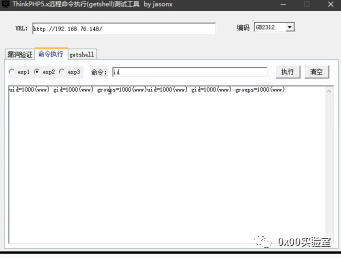 ThinkPHP5.x远程命令执行(getshell)测试工具 by jasonx
URL: http://192.168.76.148/ 编码 GB2312
漏洞验证 命令执行 getshell
exp1 exp2 exp3 命令: id 执行 清空
uid=1000(www) gid=1000(www) groups=1000(www)uid=1000(www) gid=1000(www) groups=1000(www)
0x00实验室